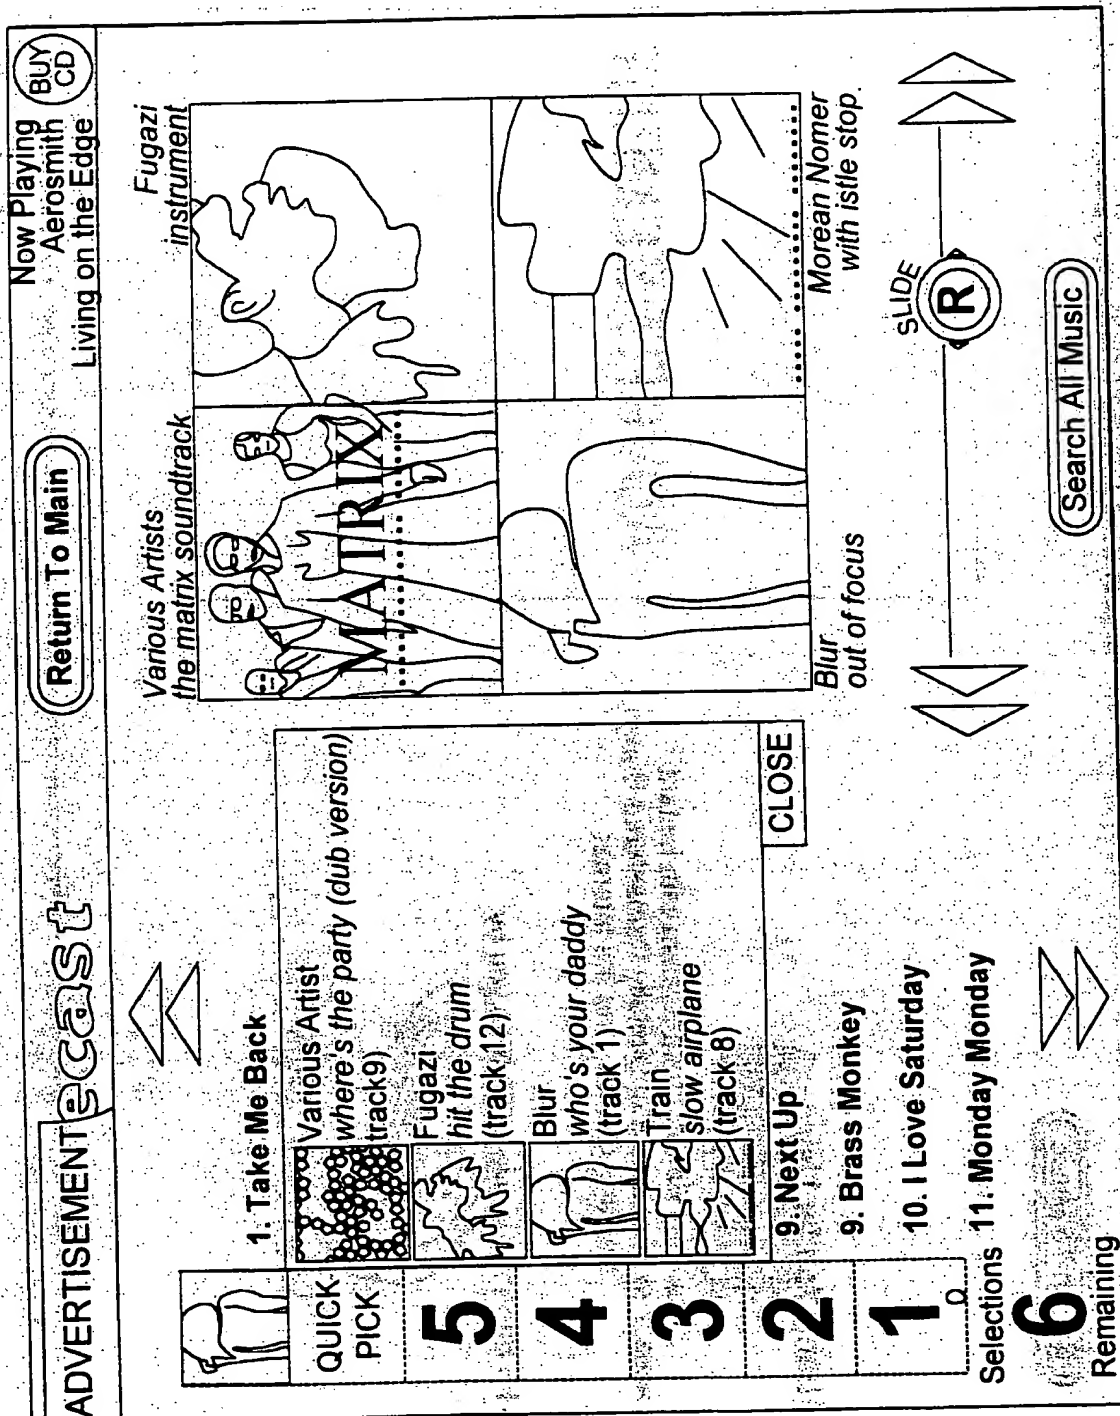 ADVERTISEMENT
ecast
Return To Main
Now Playing
Aerosmith
Living on the Edge
BUY
CD
1. Take Me Back
QUICK
PICK
5
4
3
2
1
Ω
Selections
6
Remaining
Various Artist
where's the party (dub version)
track9)
Fugazi
hit the drum
(track 12)
Blur
who's your daddy
(track 1)
Train
slow airplane
(track 8)
CLOSE
9. Next Up
9. Brass Monkey
10. I Love Saturday
11. Monday Monday
Various Artists
the matrix soundtrack
MATRIX
Fugazi
instrument
Blur
out of focus
Morean Nomer
with istle stop.
SLIDE
R
Search All Music